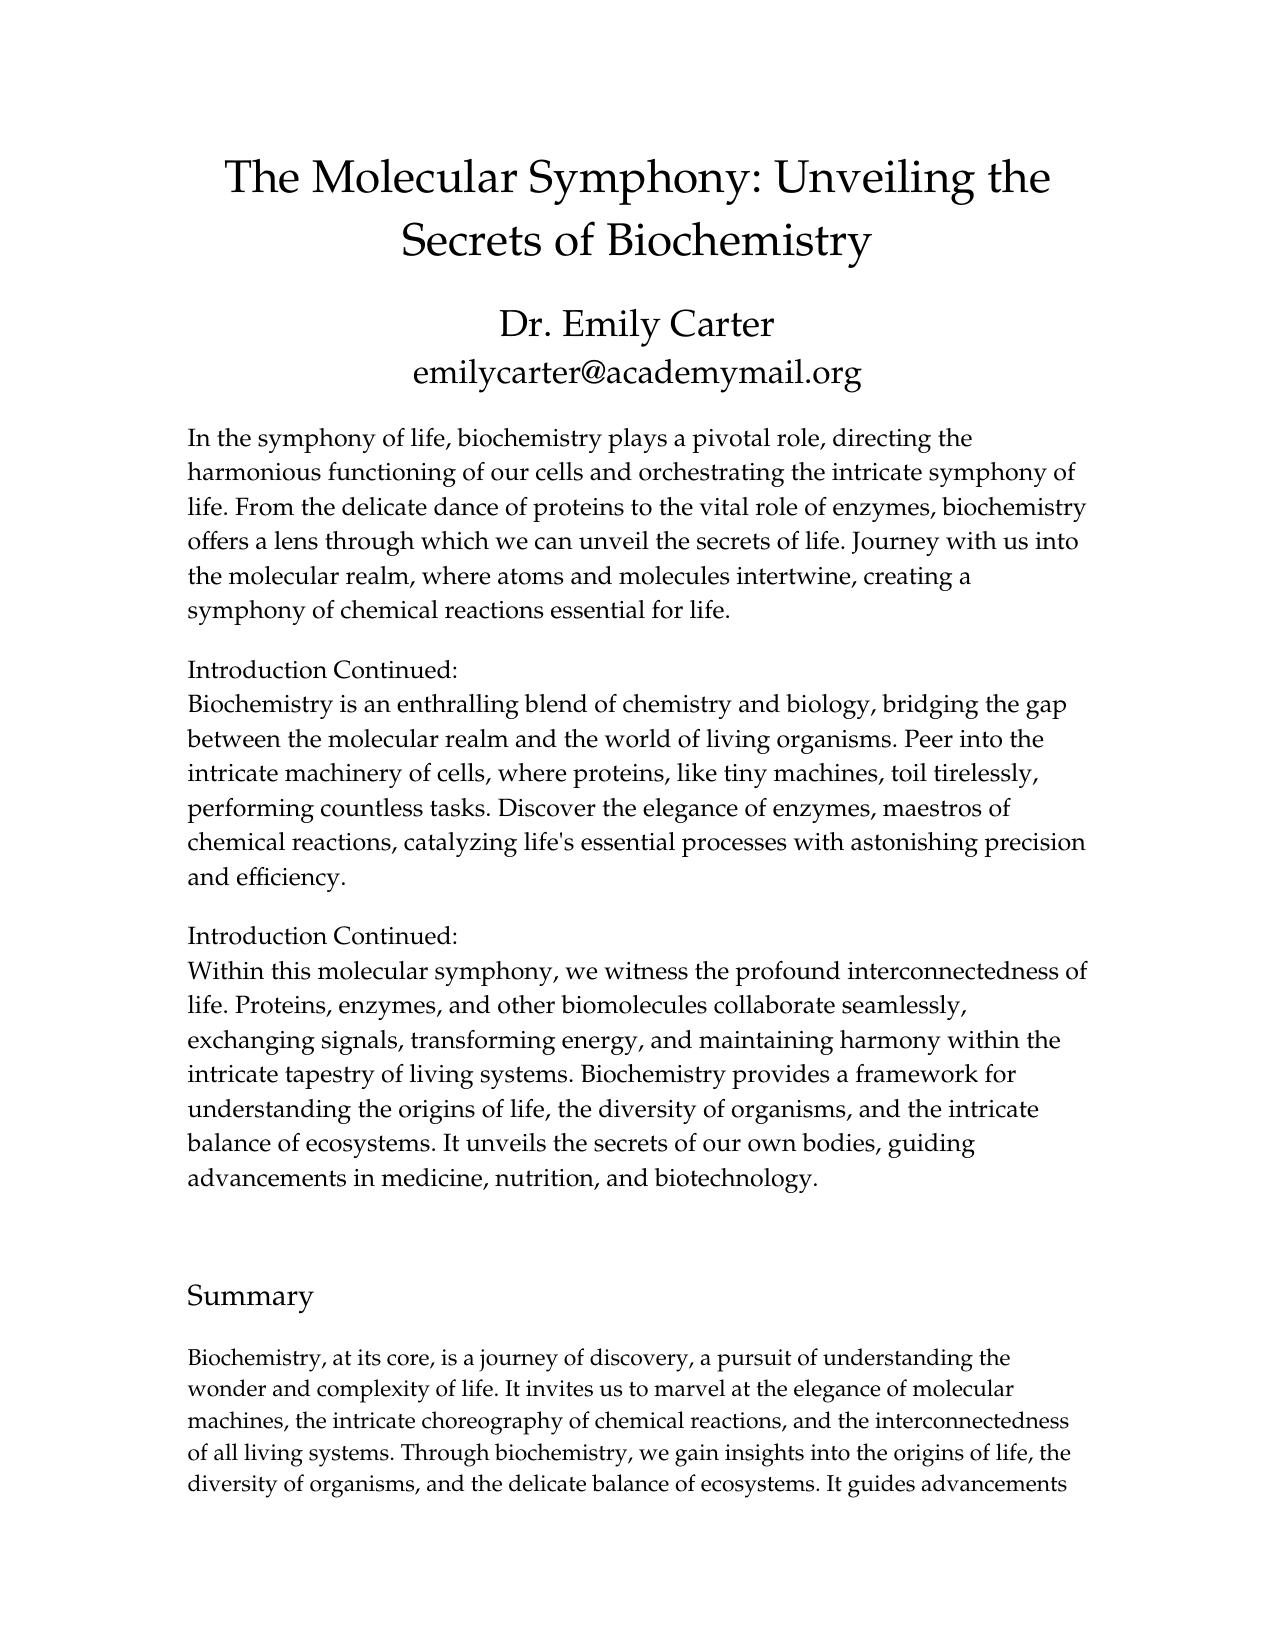 The Molecular Symphony: Unveiling the
Secrets of Biochemistry
Dr. Emily Carter
emilycarter@academymail.org
In the symphony of life, biochemistry plays a pivotal role, directing the
harmonious functioning of our cells and orchestrating the intricate symphony of
life. From the delicate dance of proteins to the vital role of enzymes, biochemistry
offers a lens through which we can unveil the secrets of life. Journey with us into
the molecular realm, where atoms and molecules intertwine, creating a
symphony of chemical reactions essential for life.
Introduction Continued:
Biochemistry is an enthralling blend of chemistry and biology, bridging the gap
between the molecular realm and the world of living organisms. Peer into the
intricate machinery of cells, where proteins, like tiny machines, toil tirelessly,
performing countless tasks. Discover the elegance of enzymes, maestros of
chemical reactions, catalyzing life's essential processes with astonishing precision
and efficiency.
Introduction Continued:
Within this molecular symphony, we witness the profound interconnectedness of
life. Proteins, enzymes, and other biomolecules collaborate seamlessly,
exchanging signals, transforming energy, and maintaining harmony within the
intricate tapestry of living systems. Biochemistry provides a framework for
understanding the origins of life, the diversity of organisms, and the intricate
balance of ecosystems. It unveils the secrets of our own bodies, guiding
advancements in medicine, nutrition, and biotechnology.
Summary
Biochemistry, at its core, is a journey of discovery, a pursuit of understanding the
wonder and complexity of life. It invites us to marvel at the elegance of molecular
machines, the intricate choreography of chemical reactions, and the interconnectedness
of all living systems. Through biochemistry, we gain insights into the origins of life, the
diversity of organisms, and the delicate balance of ecosystems. It guides advancements